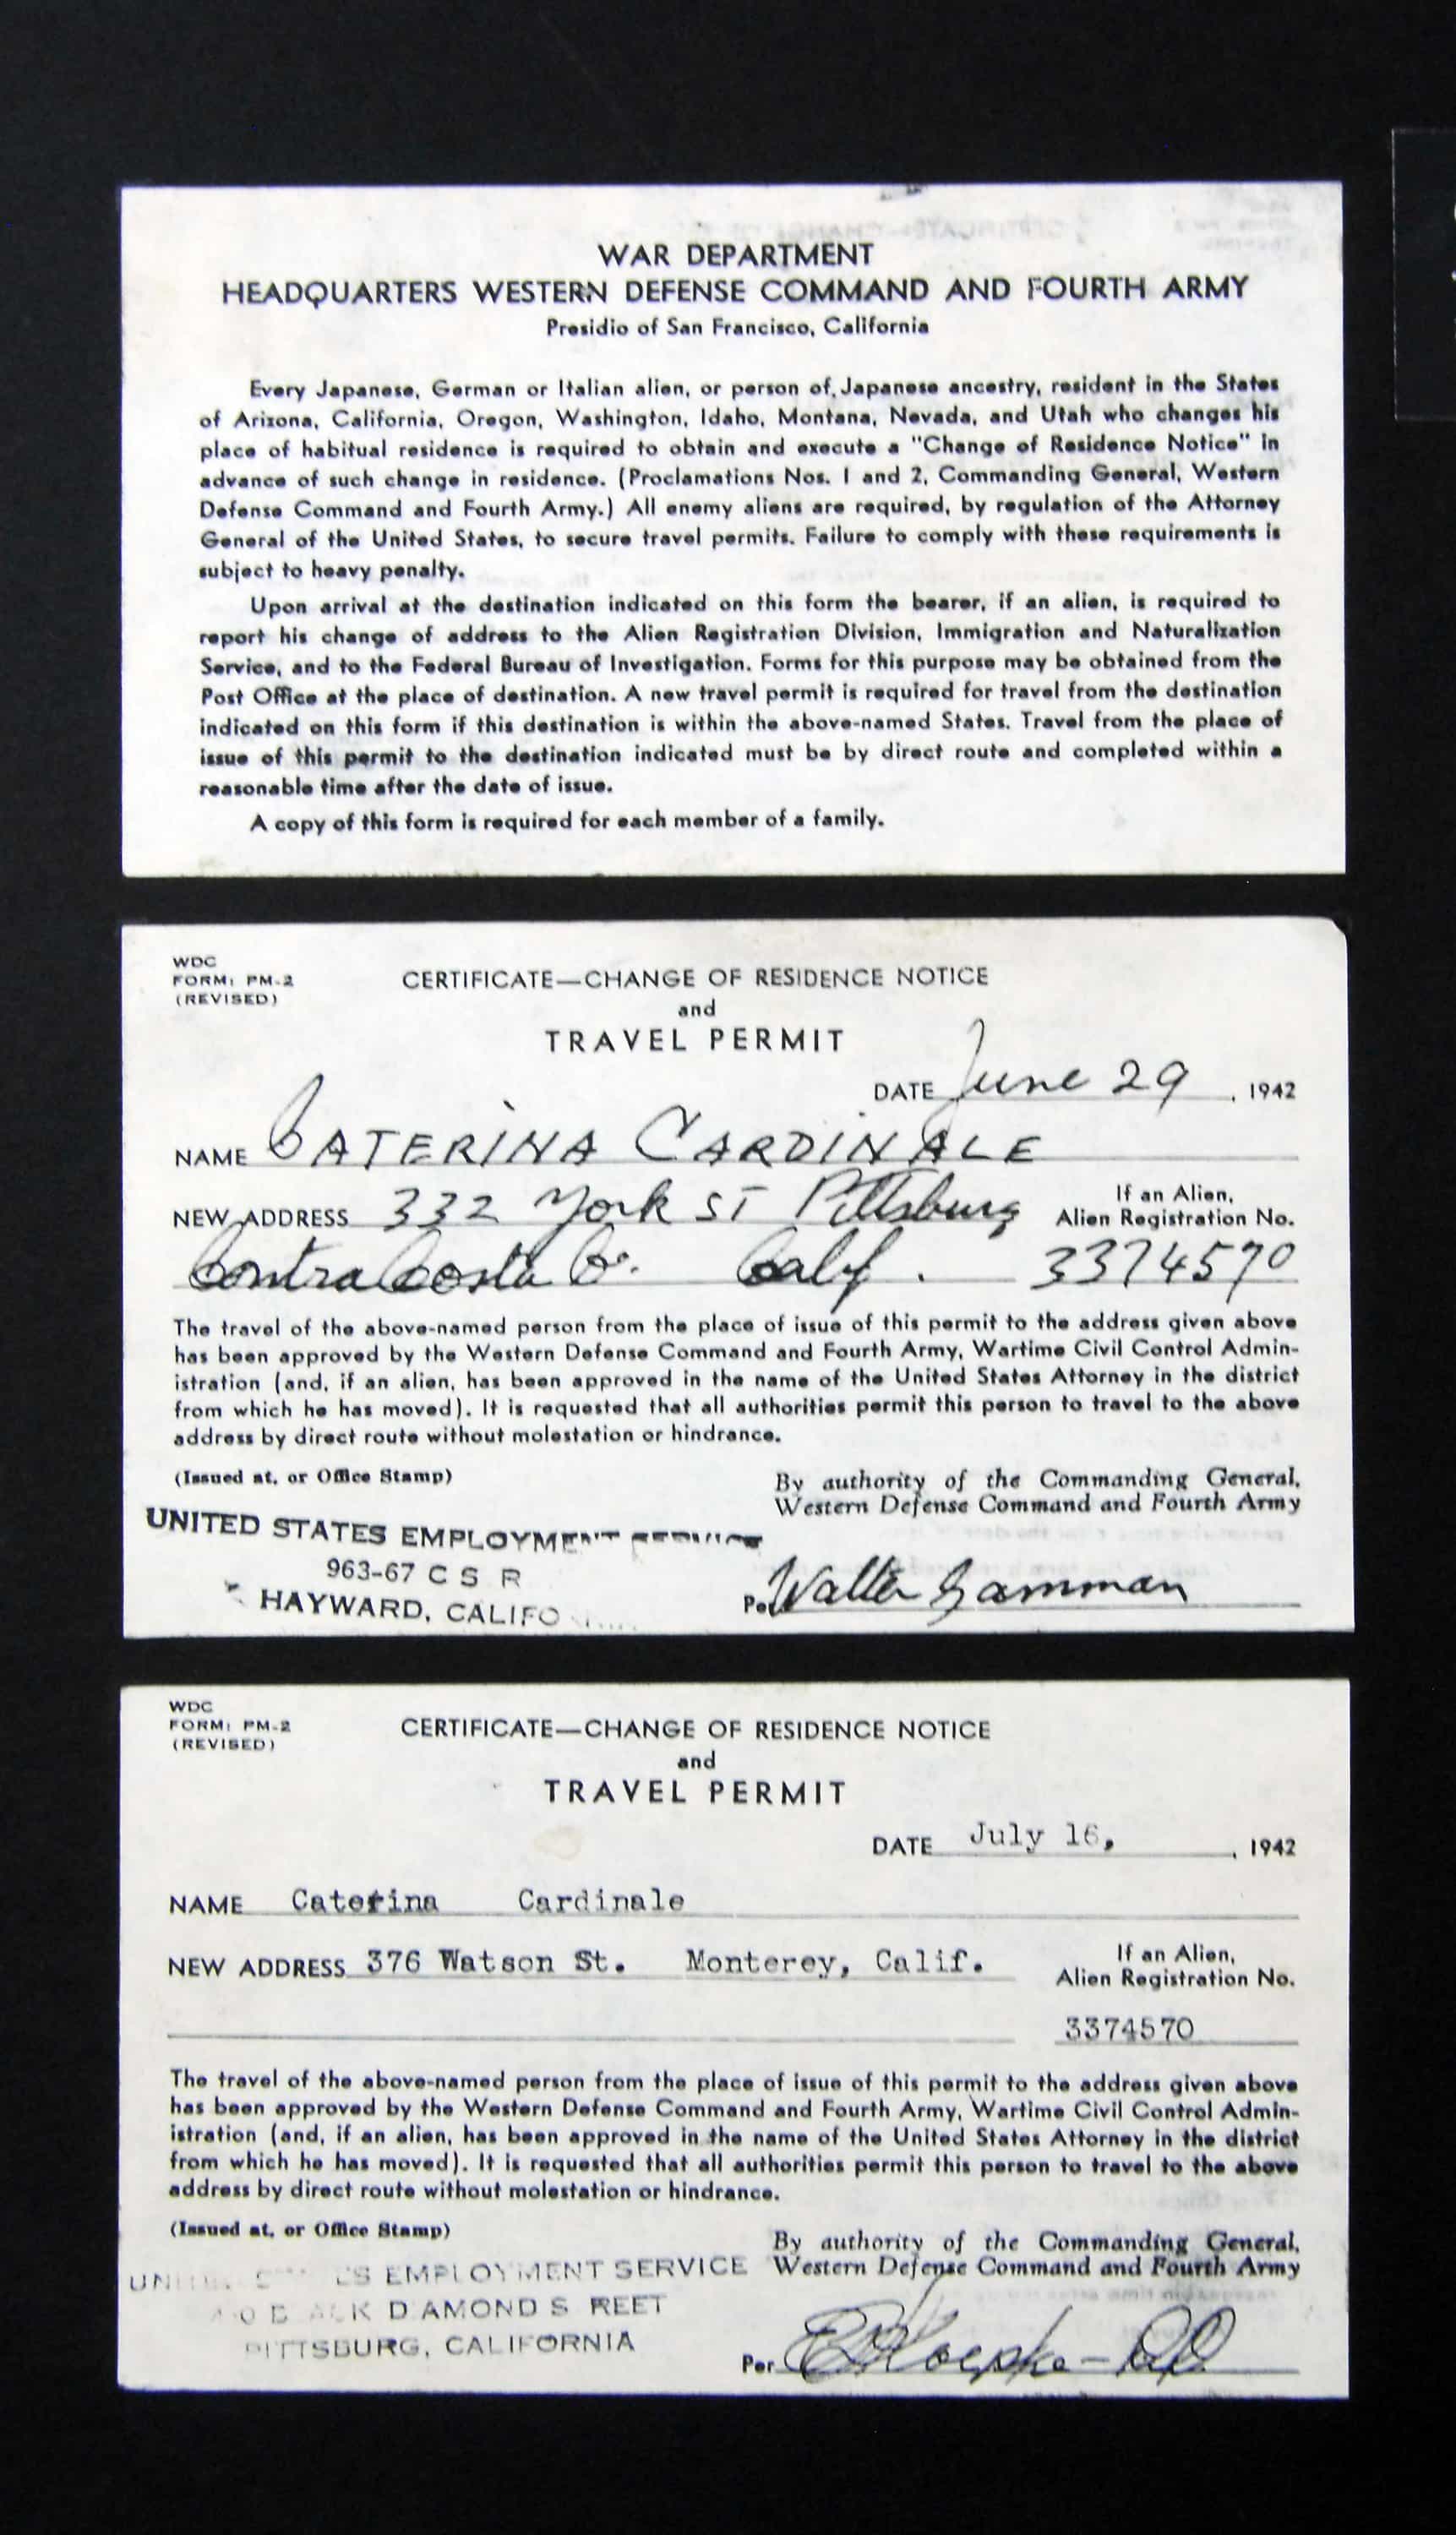 WAR DEPARTMENT
HEADQUARTERS WESTERN DEFENSE COMMAND AND FOURTH ARMY
Presidio of San Francisco, California
Every Japanese, German or Italian alien, or person of Japanese ancestry, resident in the States
of Arizona, California, Oregon, Washington, Idaho, Montana, Nevada, and Utah who changes his
place of habitual residence is required to obtain and execute a "Change of Residence Notice" in
advance of such change in residence. (Proclamations Nos. 1 and 2, Commanding General, Western
Defense Command and Fourth Army.) All enemy aliens are required, by regulation of the Attorney
General of the United States, to secure travel permits. Failure to comply with these requirements is
subject to heavy penalty.
Upon arrival at the destination indicated on this form the bearer, if an alien, is required to
report his change of address to the Alien Registration Division, Immigration and Naturalization
Service, and to the Federal Bureau of Investigation. Forms for this purpose may be obtained from the
Post Office at the place of destination. A new travel permit is required for travel from the destination
indicated on this form if this destination is within the above-named States. Travel from the place of
issue of this permit to the destination indicated must be by direct route and completed within a
reasonable time after the date of issue.
A copy of this form is required for each member of a family.
WDC
FORM: PM-2
(REVISED)
CERTIFICATE—CHANGE OF RESIDENCE NOTICE
and
TRAVEL PERMIT
DATE June 29, 1942
NAME CATERINA CARDINALE
NEW ADDRESS 332 York ST Pittsburg
If an Alien,
Alien Registration No.
Contra Costa Co. Calif. 3374570
The travel of the above-named person from the place of issue of this permit to the address given above
has been approved by the Western Defense Command and Fourth Army, Wartime Civil Control Admin-
istration (and, if an alien, has been approved in the name of the United States Attorney in the district
from which he has moved). It is requested that all authorities permit this person to travel to the above
address by direct route without molestation or hindrance.
(Issued at, or Office Stamp)
By authority of the Commanding General,
Western Defense Command and Fourth Army
UNITED STATES EMPLOYMENT SERVICE
963-67 C S R
HAYWARD, CALIFO
Per Walter Gamman
WDC
FORM: PM-2
(REVISED)
CERTIFICATE—CHANGE OF RESIDENCE NOTICE
and
TRAVEL PERMIT
DATE July 16, , 1942
NAME Caterina Cardinale
NEW ADDRESS 376 Watson St. Monterey, Calif.
If an Alien,
Alien Registration No.
3374570
The travel of the above-named person from the place of issue of this permit to the address given above
has been approved by the Western Defense Command and Fourth Army, Wartime Civil Control Admin-
istration (and, if an alien, has been approved in the name of the United States Attorney in the district
from which he has moved). It is requested that all authorities permit this person to travel to the above
address by direct route without molestation or hindrance.
(Issued at, or Office Stamp)
By authority of the Commanding General,
Western Defense Command and Fourth Army
EMPLOYMENT SERVICE
D AMOND S REET
PITTSBURG, CALIFORNIA
Per